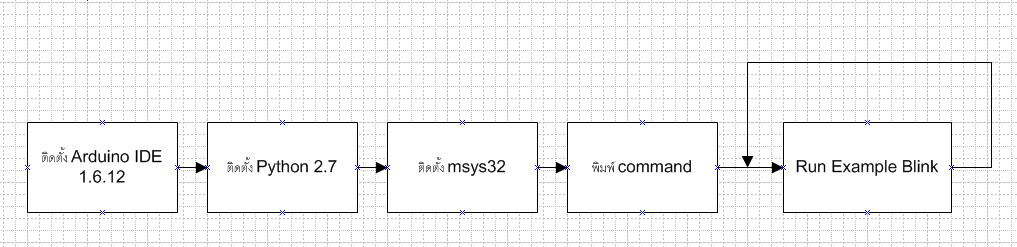 ติดตั้ง Arduino IDE
1.6.12
ติดตั้ง Python 2.7
ติดตั้ง msys32
พิมพ์ command
Run Example Blink